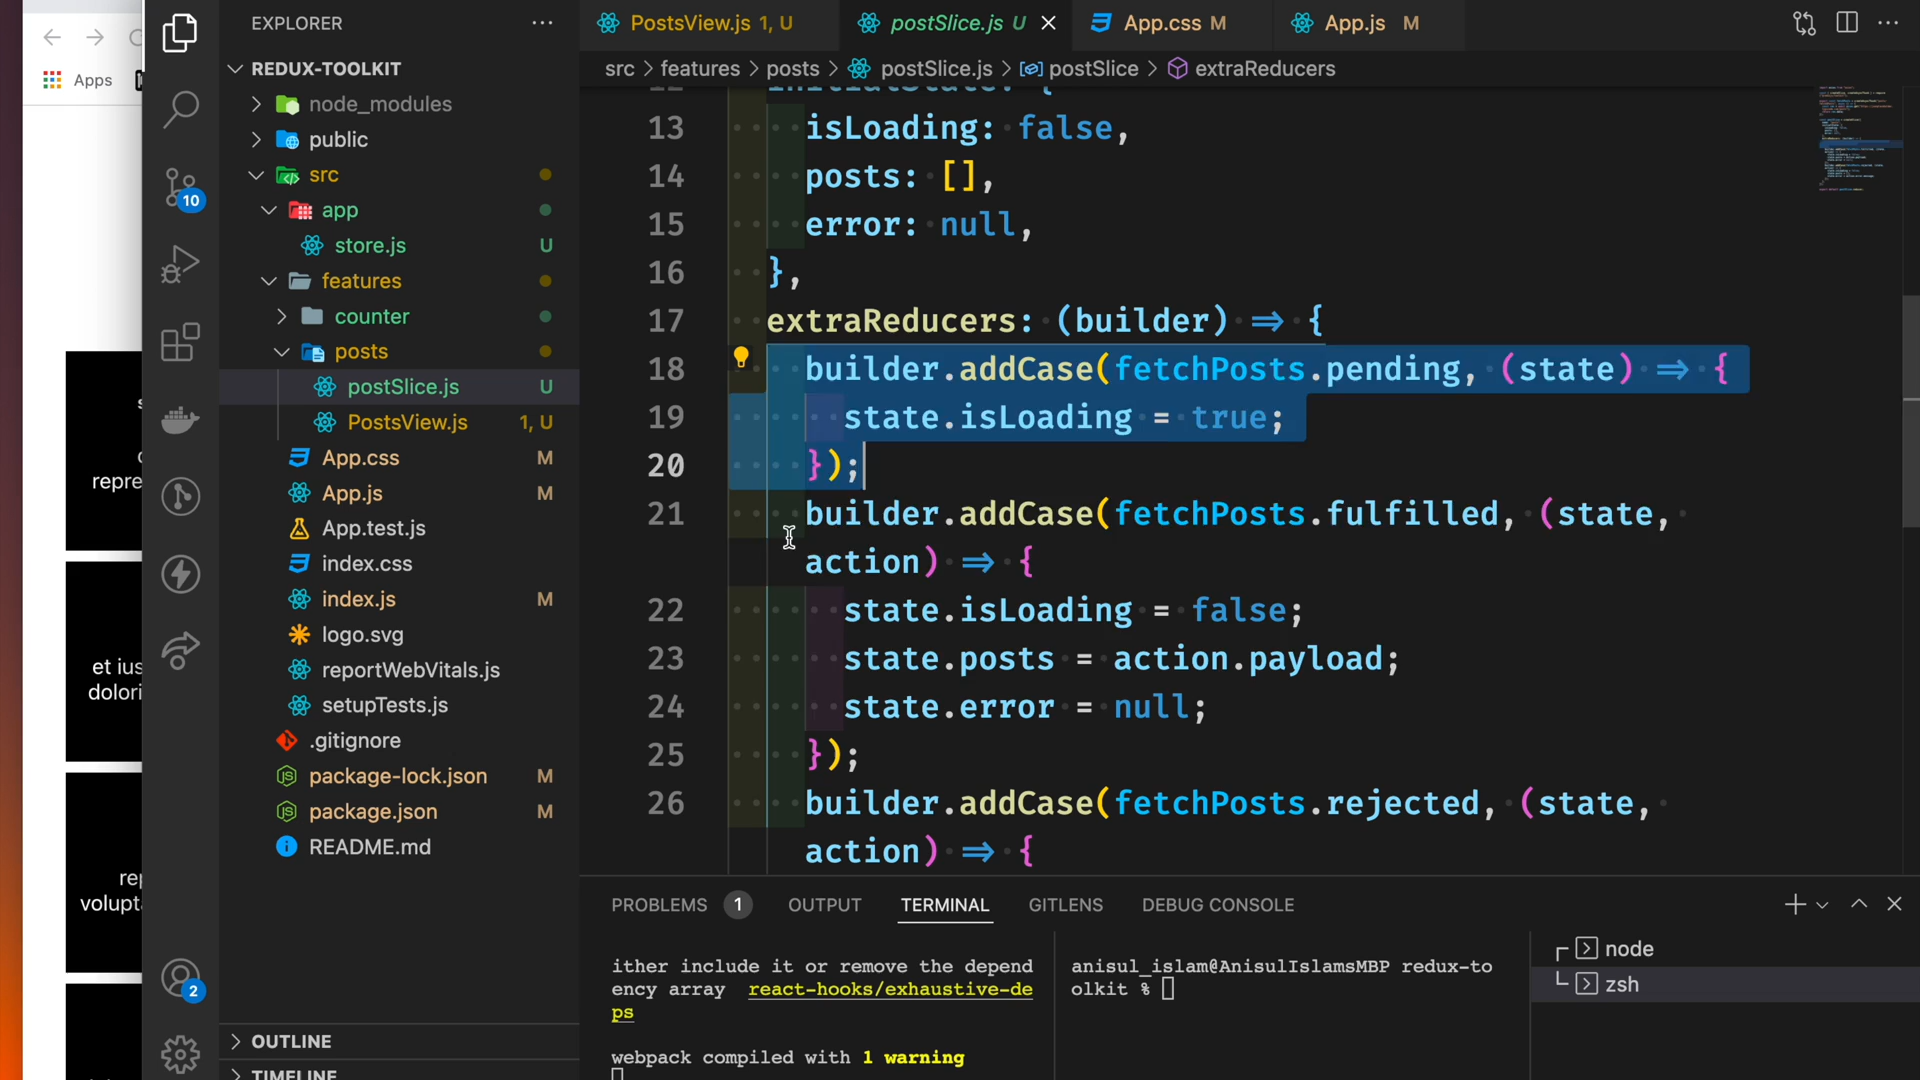 Apps
repre
et ius
dolori
rep
volupta
10
2
EXPLORER
REDUX-TOOLKIT
node_modules
public
src
app
store.js U
features
counter
posts
postSlice.js U
PostsView.js 1, U
App.css M
App.js M
App.test.js
index.css
index.js M
logo.svg
reportWebVitals.js
setupTests.js
.gitignore
package-lock.json M
package.json M
README.md
OUTLINE
TIMELINE
PostsView.js 1, U
postSlice.js U
App.css M
App.js M
src > features > posts > postSlice.js > postSlice > extraReducers
12 initialState: {
13 isLoading: false,
14 posts: [],
15 error: null,
16 },
17 extraReducers: (builder) => {
18 builder.addCase(fetchPosts.pending, (state) => {
19 state.isLoading = true;
20 });
21 builder.addCase(fetchPosts.fulfilled, (state,
action) => {
22 state.isLoading = false;
23 state.posts = action.payload;
24 state.error = null;
25 });
26 builder.addCase(fetchPosts.rejected, (state,
action) => {
PROBLEMS 1 OUTPUT TERMINAL GITLENS DEBUG CONSOLE
ither include it or remove the depend
ency array react-hooks/exhaustive-de
ps
webpack compiled with 1 warning
anisul_islam@AnisulIslamsMBP redux-to
olkit %
node
zsh